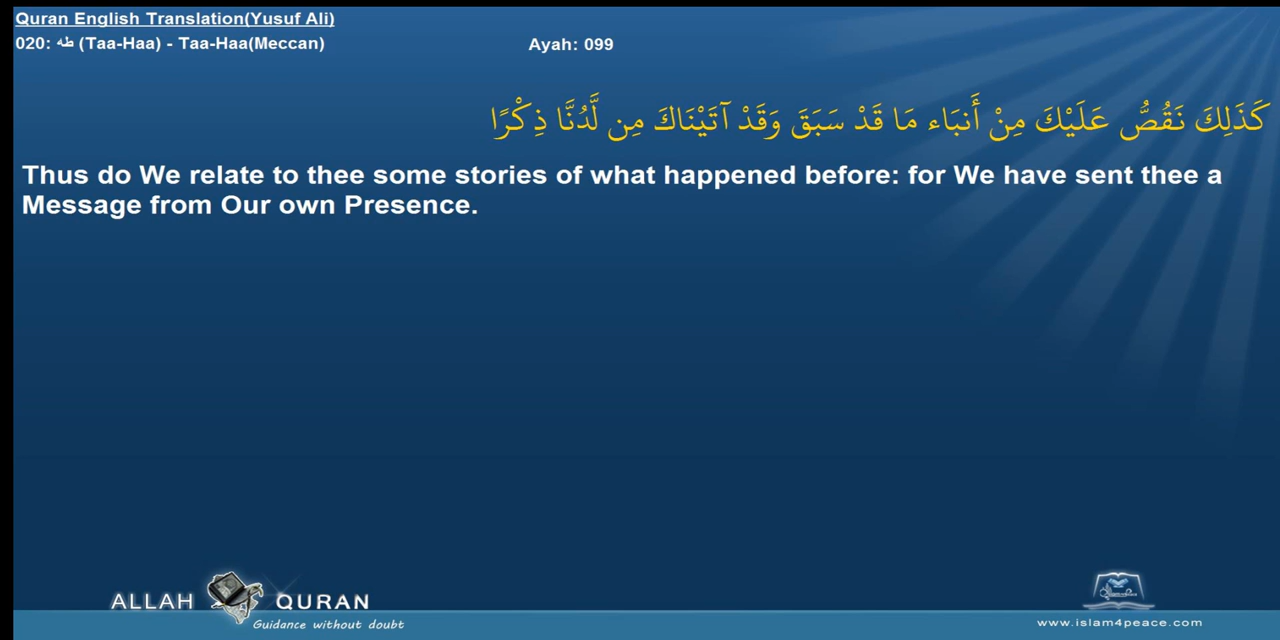 Quran English Translation(Yusuf Ali)
020: طه (Taa-Haa) - Taa-Haa(Meccan)
Ayah: 099
كَذَلِكَ نَقُصُّ عَلَيْكَ مِنْ أَنبَاء مَا قَدْ سَبَقَ وَقَدْ آتَيْنَاكَ مِن لَّدُنَّا ذِكْرًا
Thus do We relate to thee some stories of what happened before: for We have sent thee a
Message from Our own Presence.
ALLAH QURAN
Guidance without doubt
www.islam4peace.com